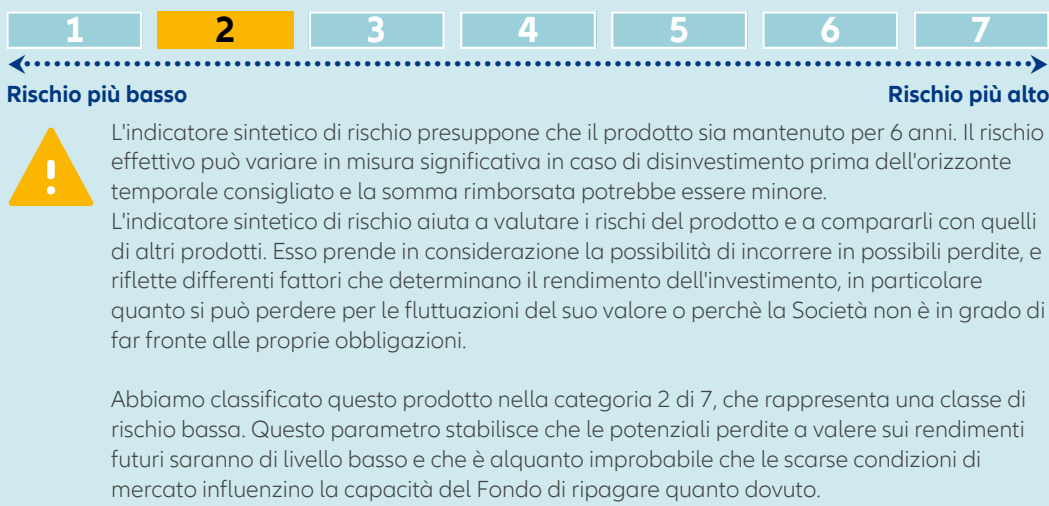 1 2 3 4 5 6 7
Rischio più basso Rischio più alto
L'indicatore sintetico di rischio presuppone che il prodotto sia mantenuto per 6 anni. Il rischio
effettivo può variare in misura significativa in caso di disinvestimento prima dell'orizzonte
temporale consigliato e la somma rimborsata potrebbe essere minore.
L'indicatore sintetico di rischio aiuta a valutare i rischi del prodotto e a compararli con quelli
di altri prodotti. Esso prende in considerazione la possibilità di incorrere in possibili perdite, e
riflette differenti fattori che determinano il rendimento dell'investimento, in particolare
quanto si può perdere per le fluttuazioni del suo valore o perchè la Società non è in grado di
far fronte alle proprie obbligazioni.
Abbiamo classificato questo prodotto nella categoria 2 di 7, che rappresenta una classe di
rischio bassa. Questo parametro stabilisce che le potenziali perdite a valere sui rendimenti
futuri saranno di livello basso e che è alquanto improbabile che le scarse condizioni di
mercato influenzino la capacità del Fondo di ripagare quanto dovuto.